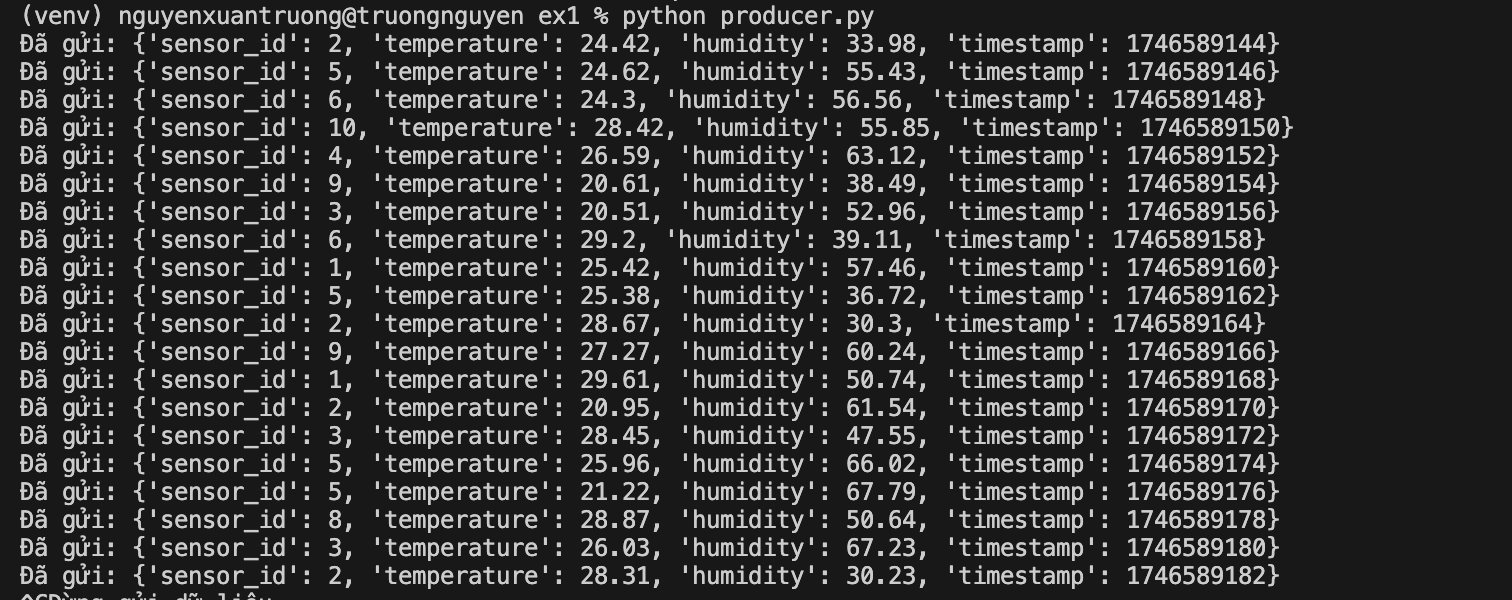 (venv) nguyenxuantruong@truongnguyen ex1 % python producer.py
Đã gửi: {'sensor_id': 2, 'temperature': 24.42, 'humidity': 33.98, 'timestamp': 1746589144}
Đã gửi: {'sensor_id': 5, 'temperature': 24.62, 'humidity': 55.43, 'timestamp': 1746589146}
Đã gửi: {'sensor_id': 6, 'temperature': 24.3, 'humidity': 56.56, 'timestamp': 1746589148}
Đã gửi: {'sensor_id': 10, 'temperature': 28.42, 'humidity': 55.85, 'timestamp': 1746589150}
Đã gửi: {'sensor_id': 4, 'temperature': 26.59, 'humidity': 63.12, 'timestamp': 1746589152}
Đã gửi: {'sensor_id': 9, 'temperature': 20.61, 'humidity': 38.49, 'timestamp': 1746589154}
Đã gửi: {'sensor_id': 3, 'temperature': 20.51, 'humidity': 52.96, 'timestamp': 1746589156}
Đã gửi: {'sensor_id': 6, 'temperature': 29.2, 'humidity': 39.11, 'timestamp': 1746589158}
Đã gửi: {'sensor_id': 1, 'temperature': 25.42, 'humidity': 57.46, 'timestamp': 1746589160}
Đã gửi: {'sensor_id': 5, 'temperature': 25.38, 'humidity': 36.72, 'timestamp': 1746589162}
Đã gửi: {'sensor_id': 2, 'temperature': 28.67, 'humidity': 30.3, 'timestamp': 1746589164}
Đã gửi: {'sensor_id': 9, 'temperature': 27.27, 'humidity': 60.24, 'timestamp': 1746589166}
Đã gửi: {'sensor_id': 1, 'temperature': 29.61, 'humidity': 50.74, 'timestamp': 1746589168}
Đã gửi: {'sensor_id': 2, 'temperature': 20.95, 'humidity': 61.54, 'timestamp': 1746589170}
Đã gửi: {'sensor_id': 3, 'temperature': 28.45, 'humidity': 47.55, 'timestamp': 1746589172}
Đã gửi: {'sensor_id': 5, 'temperature': 25.96, 'humidity': 66.02, 'timestamp': 1746589174}
Đã gửi: {'sensor_id': 5, 'temperature': 21.22, 'humidity': 67.79, 'timestamp': 1746589176}
Đã gửi: {'sensor_id': 8, 'temperature': 28.87, 'humidity': 50.64, 'timestamp': 1746589178}
Đã gửi: {'sensor_id': 3, 'temperature': 26.03, 'humidity': 67.23, 'timestamp': 1746589180}
Đã gửi: {'sensor_id': 2, 'temperature': 28.31, 'humidity': 30.23, 'timestamp': 1746589182}